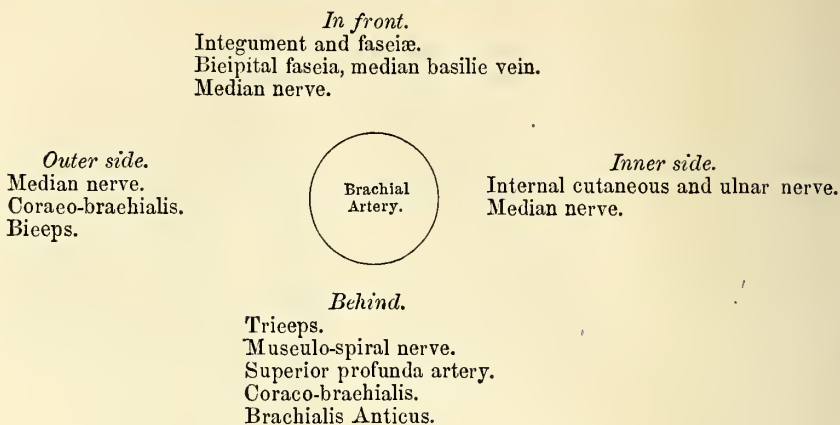 In front.
Integument and fasciæ.
Bicipital fascia, median basilic vein.
Median nerve.
Outer side.
Median nerve.
Coraco-brachialis.
Biceps.
Brachial
Artery.
Inner side.
Internal cutaneous and ulnar nerve.
Median nerve.
Behind.
Triceps.
Musculo-spiral nerve.
Superior profunda artery.
Coraco-brachialis.
Brachialis Anticus.